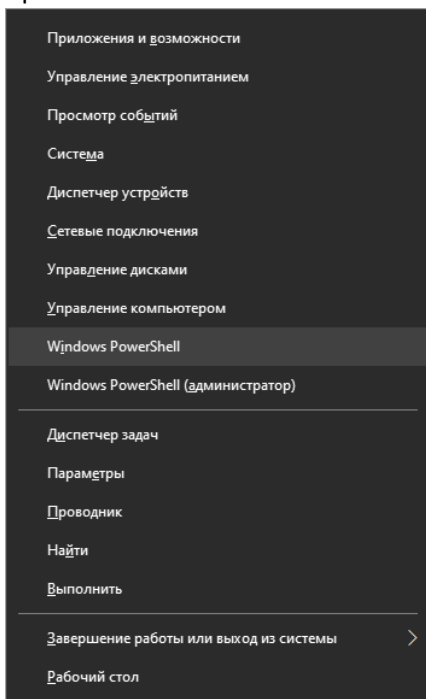 Приложения и возможности
Управление электропитанием
Просмотр событий
Система
Диспетчер устройств
Сетевые подключения
Управление дисками
Управление компьютером
Windows PowerShell
Windows PowerShell (администратор)
Диспетчер задач
Параметры
Проводник
Найти
Выполнить
Завершение работы или выход из системы
Рабочий стол